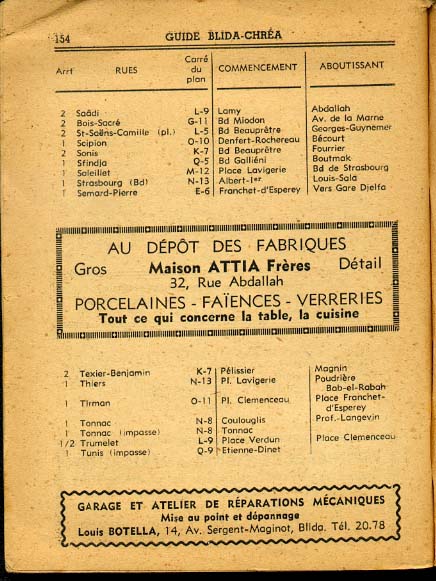 154 GUIDE BLIDA-CHRÉA
Arrt RUES Carré du plan COMMENCEMENT ABOUTISSANT
2 Saâdi L-9 Lamy Abdallah
2 Bois-Sacré G-11 Bd Miodon Av. de la Marne
2 St-Saëns-Camille (pl.) L-5 Bd Beauprêtre Georges-Guynemer
1 Scipion O-10 Denfert-Rochereau Bécourt
2 Sonis K-7 Bd Beauprêtre Fourrier
1 Sfindja Q-5 Bd Galliéni Boutmak
1 Soleillet M-12 Place Lavigerie Bd de Strasbourg
1 Strasbourg (Bd) N-13 Albert-Ier Louis-Sala
1 Semard-Pierre E-6 Franchet-d'Esperey Vers Gare Djelfa
AU DÉPÔT DES FABRIQUES
Gros Maison ATTIA Frères Détail
32, Rue Abdallah
PORCELAINES - FAÏENCES - VERRERIES
Tout ce qui concerne la table, la cuisine
2 Texier-Benjamin K-7 Pélissier Magnin
1 Thiers N-13 Pl. Lavigerie Poudrière
Bab-el-Rabah
1 Tirman O-11 Pl. Clemenceau Place Franchet-
d'Esperey
1 Tonnac N-8 Coulouglis Prof.-Langevin
1 Tonnac (impasse) N-8 Tonnac
1/2 Trumelet L-9 Place Verdun Place Clemenceau
1 Tunis (impasse) Q-9 Etienne-Dinet
GARAGE ET ATELIER DE RÉPARATIONS MÉCANIQUES
Mise au point et dépannage
Louis BOTELLA, 14, Av. Sergent-Maginot, Blida. Tél. 20.78